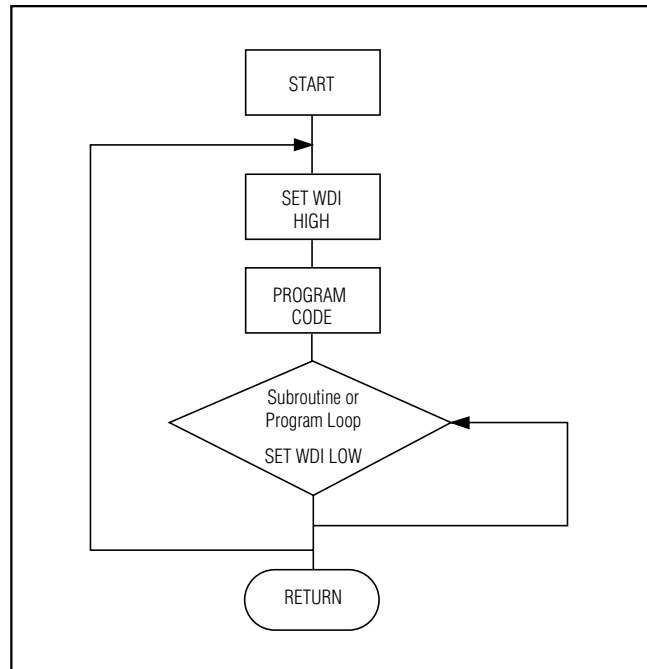 START
SET WDI
HIGH
PROGRAM
CODE
Subroutine or
Program Loop
SET WDI LOW
RETURN